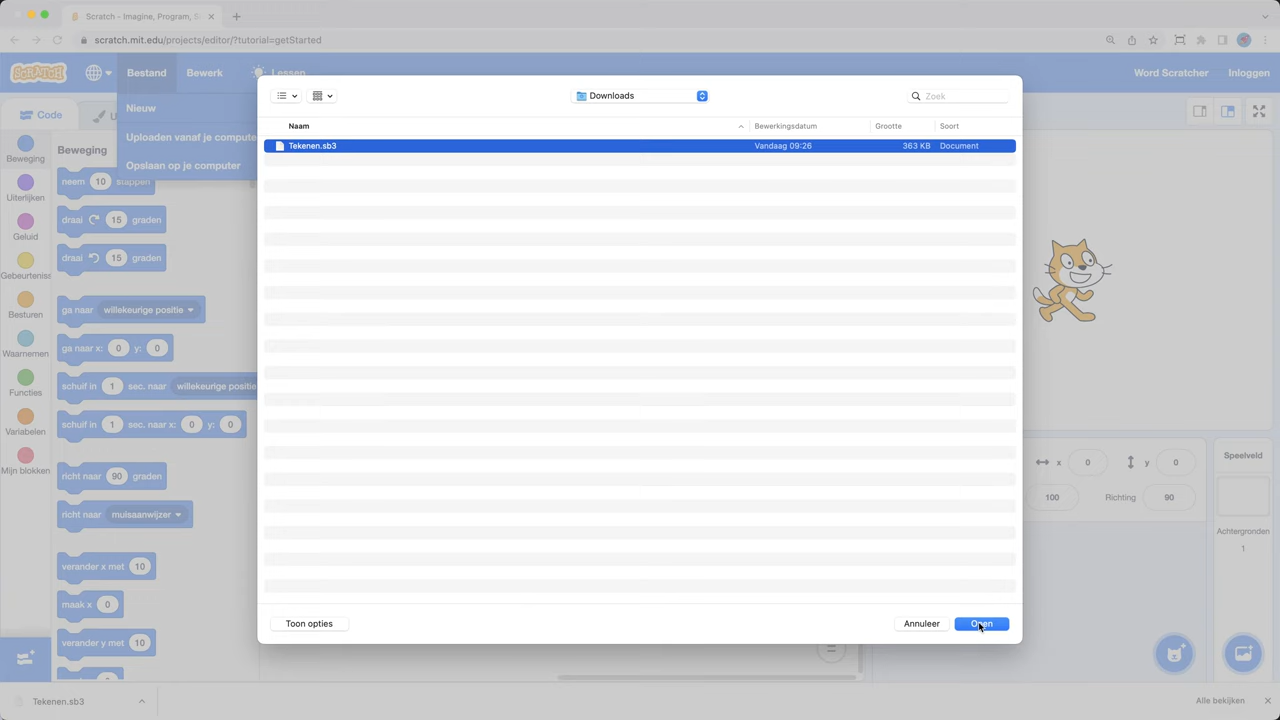 Scratch - Imagine, Program, S
scratch.mit.edu/projects/editor/?tutorial=getStarted
SCRATCH
Bestand
Bewerk
Lessen
Word Scratcher
Inloggen
Nieuw
Uploaden vanaf je compute
Opslaan op je computer
Code
U
Downloads
Zoek
Naam
Bewerkingsdatum
Grootte
Soort
Tekenen.sb3
Vandaag 09:26
363 KB
Document
Toon opties
Annuleer
Open
Beweging
Uiterlijken
Geluid
Gebeurteniss
Besturen
Waarnemen
Functies
Variabelen
Mijn blokken
Beweging
neem 10 stappen
draai 15 graden
draai 15 graden
ga naar willekeurige positie
ga naar x: 0 y: 0
schuif in 1 sec. naar willekeurige positie
schuif in 1 sec. naar x: 0 y: 0
richt naar 90 graden
richt naar muisaanwijzer
verander x met 10
maak x 0
verander y met 10
x 0 y 0
100 Richting 90
Speelveld
Achtergronden
1
Tekenen.sb3
Alle bekijken